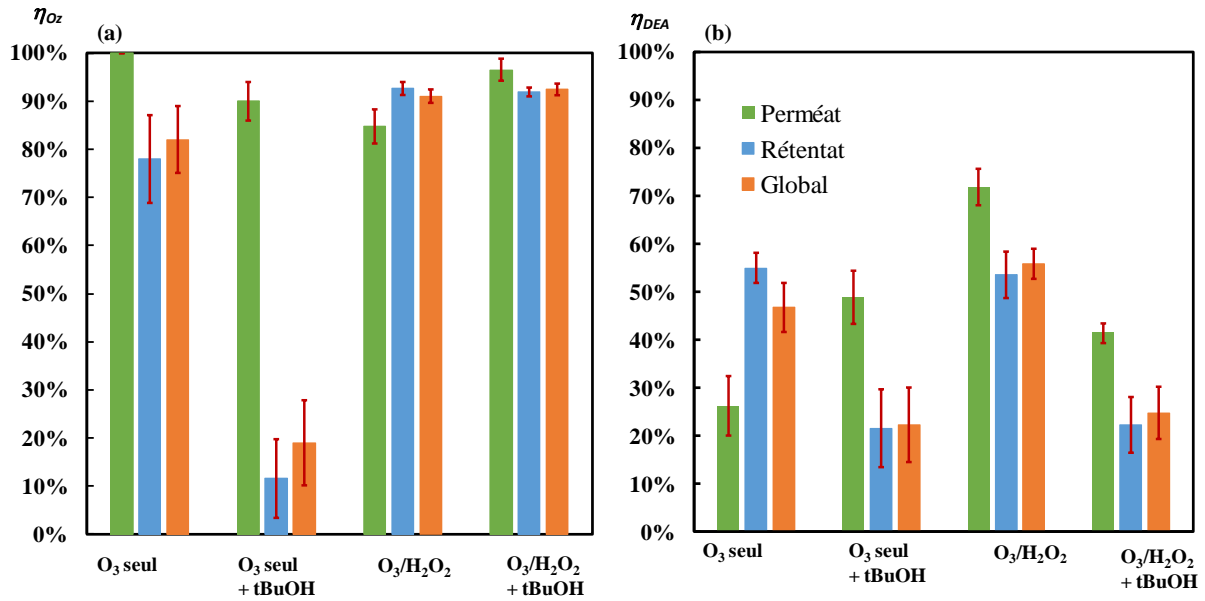 ηOz
(a)
100%
90%
80%
70%
60%
50%
40%
30%
20%
10%
0%
O₃ seul
O₃ seul
+ tBuOH
O₃/H₂O₂
O₃/H₂O₂
+ tBuOH
ηDEA
(b)
100%
90%
80%
70%
60%
50%
40%
30%
20%
10%
0%
Perméat
Rétentat
Global
O₃ seul
O₃ seul
+ tBuOH
O₃/H₂O₂
O₃/H₂O₂
+ tBuOH